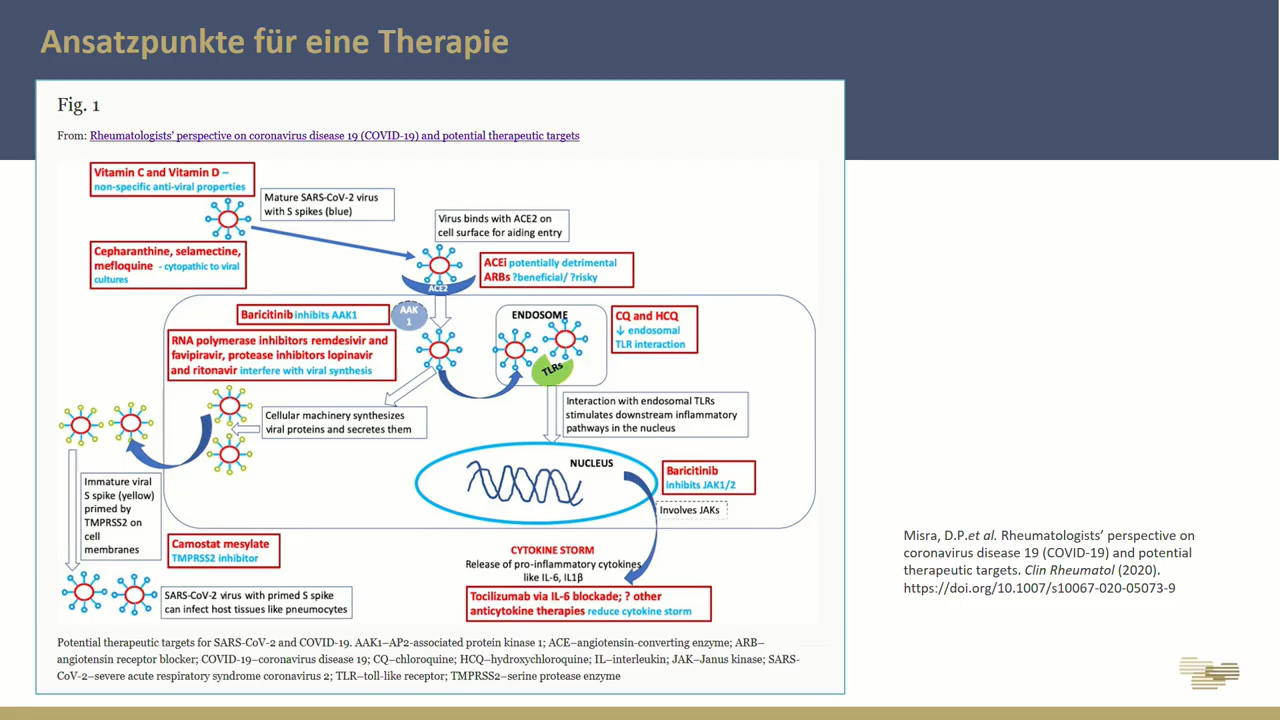 Ansatzpunkte für eine Therapie
Fig. 1
From: Rheumatologists' perspective on coronavirus disease 19 (COVID-19) and potential therapeutic targets
Vitamin C and Vitamin D –
non-specific anti-viral properties
Mature SARS-CoV-2 virus
with S spikes (blue)
Virus binds with ACE2 on
cell surface for aiding entry
Cepharanthine, selamectine,
mefloquine - cytopathic to viral
cultures
ACEi potentially detrimental
ARBs ?beneficial/ ?risky
ACE2
Baricitinib inhibits AAK1
AAK
1
ENDOSOME
CQ and HCQ
↓ endosomal
TLR interaction
RNA polymerase inhibitors remdesivir and
favipiravir, protease inhibitors lopinavir
and ritonavir interfere with viral synthesis
TLRs
Cellular machinery synthesizes
viral proteins and secretes them
Interaction with endosomal TLRs
stimulates downstream inflammatory
pathways in the nucleus
NUCLEUS
Baricitinib
inhibits JAK1/2
Involves JAKs
Immature viral
S spike (yellow)
primed by
TMPRSS2 on
cell
membranes
Camostat mesylate
TMPRSS2 inhibitor
CYTOKINE STORM
Release of pro-inflammatory cytokines
like IL-6, IL1β
SARS-CoV-2 virus with primed S spike
can infect host tissues like pneumocytes
Tocilizumab via IL-6 blockade; ? other
anticytokine therapies reduce cytokine storm
Potential therapeutic targets for SARS-CoV-2 and COVID-19. AAK1–AP2-associated protein kinase 1; ACE–angiotensin-converting enzyme; ARB–
angiotensin receptor blocker; COVID-19–coronavirus disease 19; CQ–chloroquine; HCQ–hydroxychloroquine; IL–interleukin; JAK–Janus kinase; SARS-
CoV-2–severe acute respiratory syndrome coronavirus 2; TLR–toll-like receptor; TMPRSS2–serine protease enzyme
Misra, D.P.et al. Rheumatologists' perspective on
coronavirus disease 19 (COVID-19) and potential
therapeutic targets. Clin Rheumatol (2020).
https://doi.org/10.1007/s10067-020-05073-9